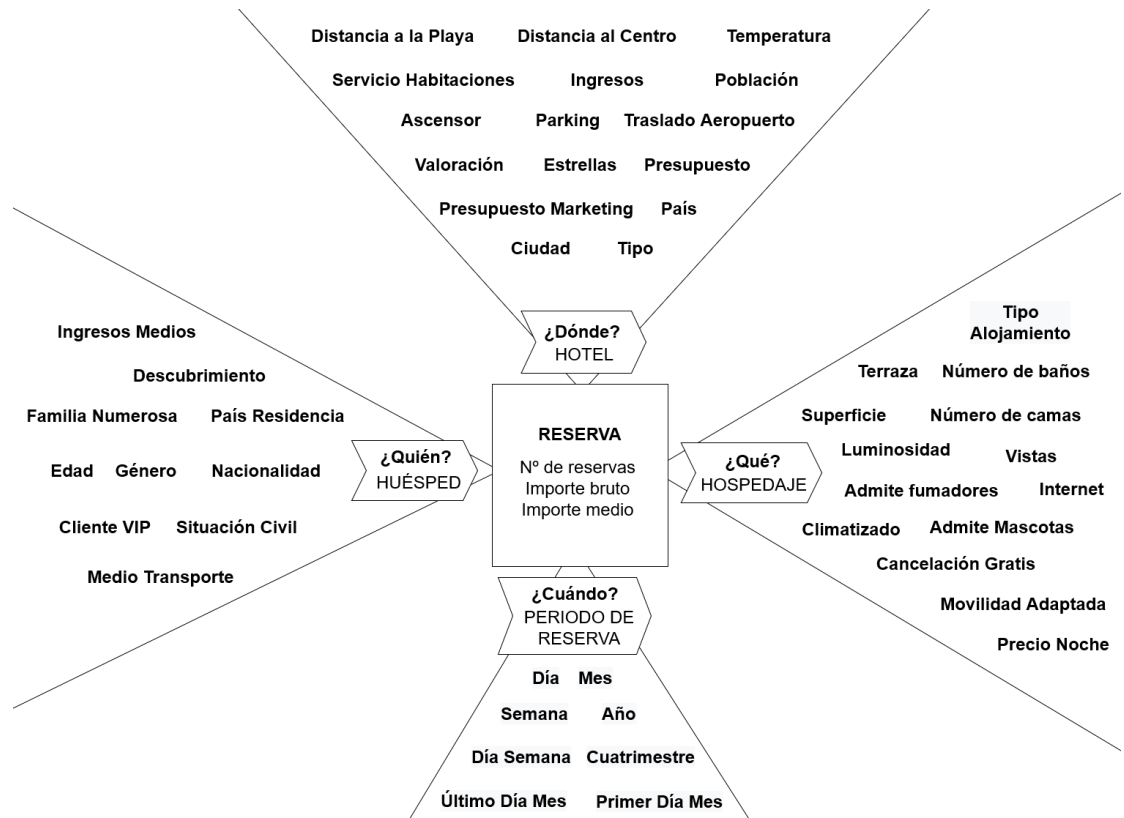 Distancia a la Playa Distancia al Centro Temperatura
Servicio Habitaciones Ingresos Población
Ascensor Parking Traslado Aeropuerto
Valoración Estrellas Presupuesto
Presupuesto Marketing País
Ciudad Tipo
¿Dónde?
HOTEL
Ingresos Medios
Descubrimiento
Familia Numerosa País Residencia
Edad Género Nacionalidad
Cliente VIP Situación Civil
Medio Transporte
¿Quién?
HUÉSPED
RESERVA
Nº de reservas
Importe bruto
Importe medio
¿Qué?
HOSPEDAJE
Tipo
Alojamiento
Terraza Número de baños
Superficie Número de camas
Luminosidad Vistas
Admite fumadores Internet
Climatizado Admite Mascotas
Cancelación Gratis
Movilidad Adaptada
Precio Noche
¿Cuándo?
PERIODO DE
RESERVA
Día Mes
Semana Año
Día Semana Cuatrimestre
Último Día Mes Primer Día Mes